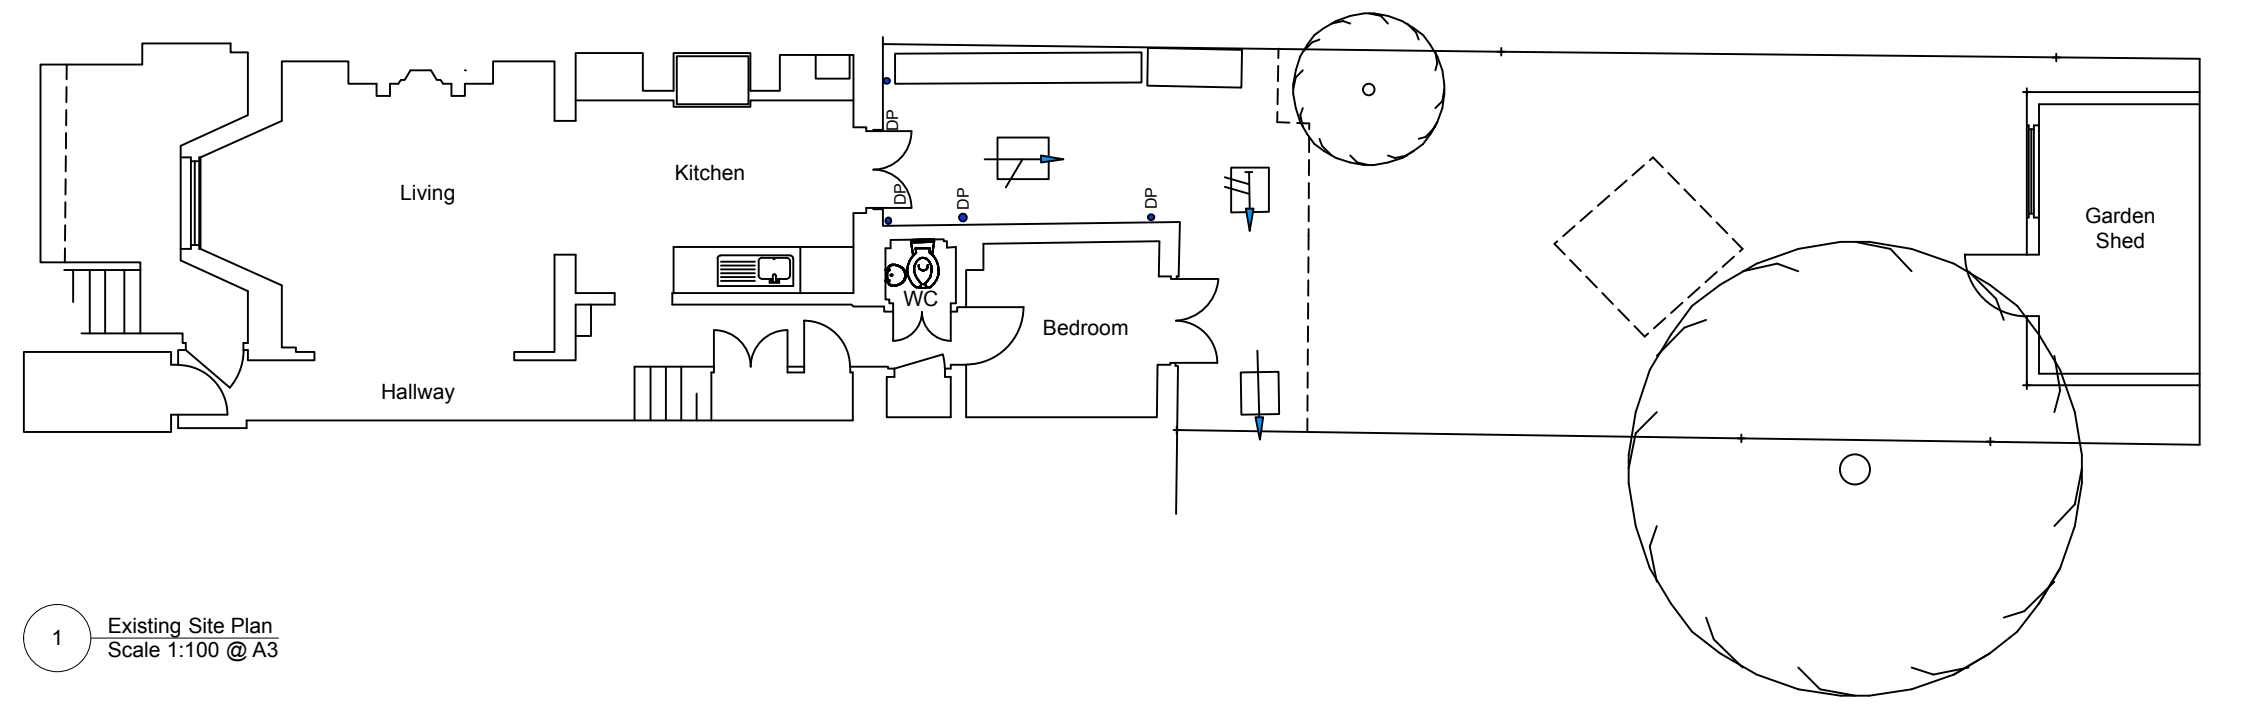 DP
Kitchen
Living
DP
DP
DP
Garden
Shed
WC
Bedroom
Hallway
1
Existing Site Plan
Scale 1:100 @ A3